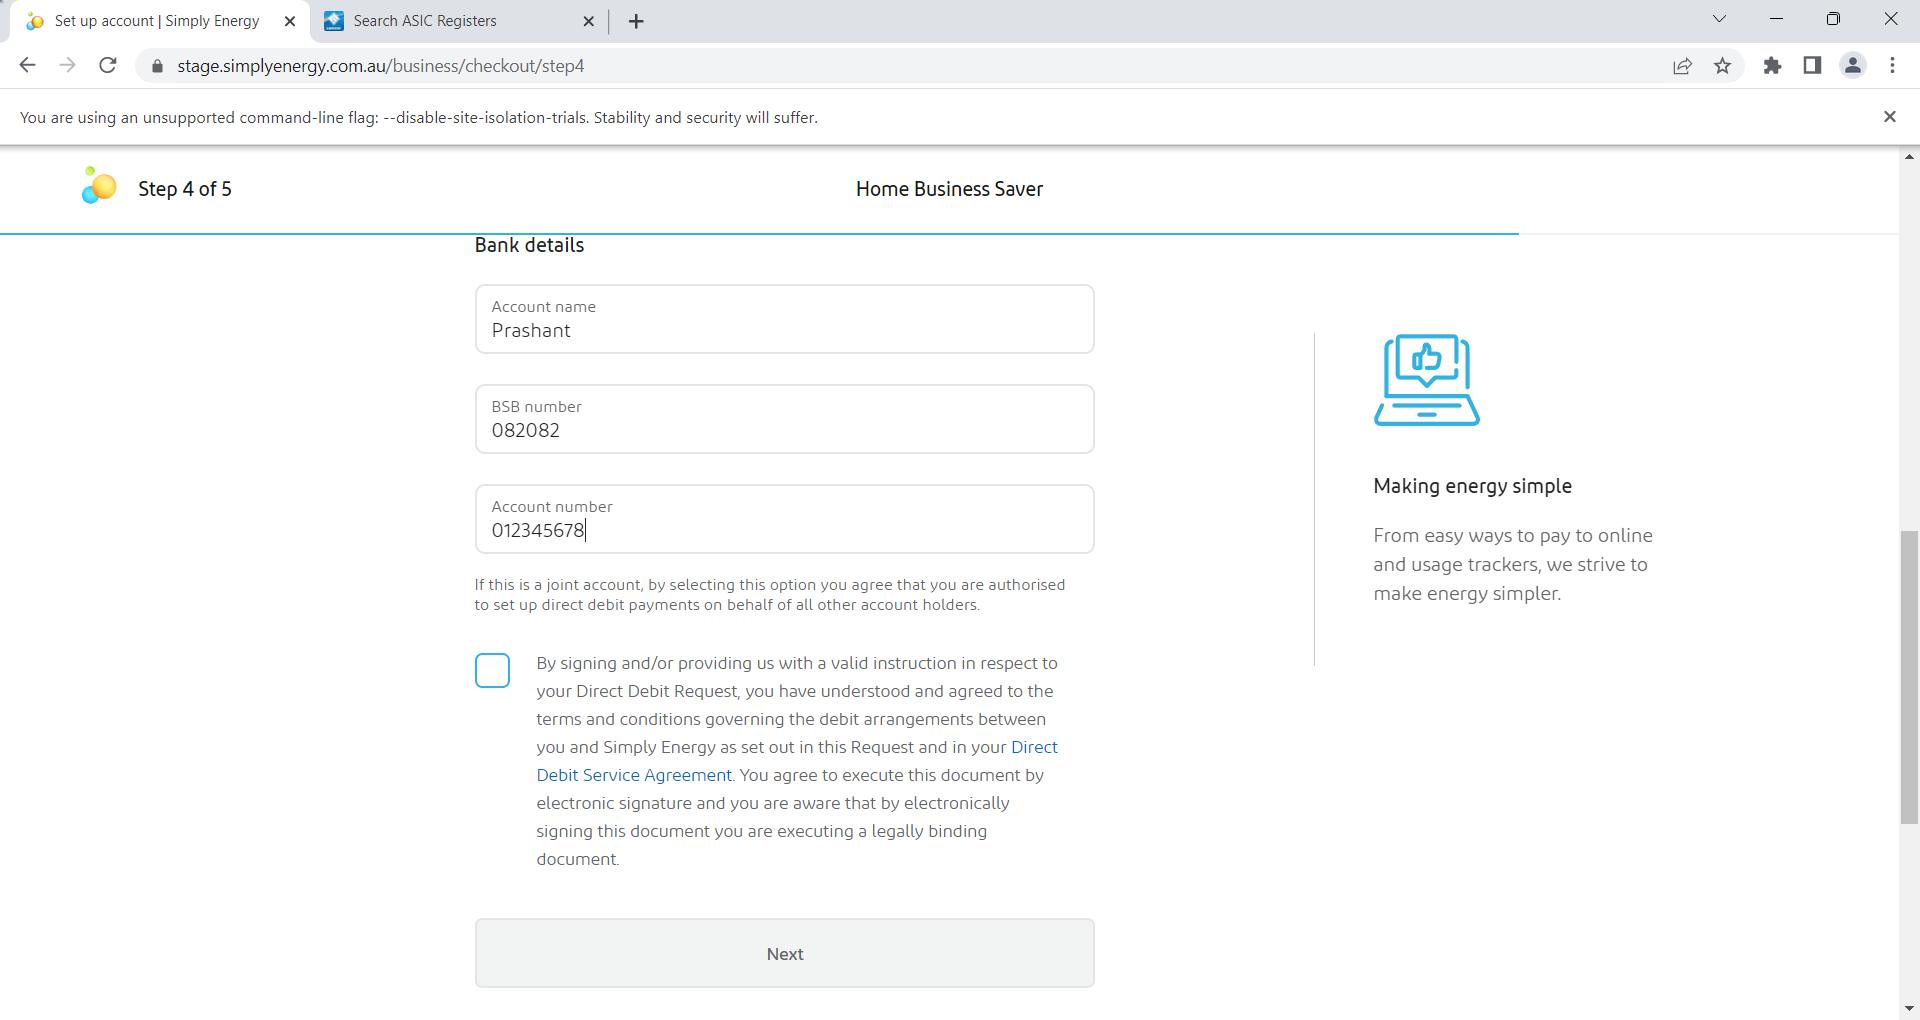 Set up account | Simply Energy
Search ASIC Registers
stage.simplyenergy.com.au/business/checkout/step4
You are using an unsupported command-line flag: --disable-site-isolation-trials. Stability and security will suffer.
Step 4 of 5
Home Business Saver
Bank details
Account name
Prashant
BSB number
082082
Account number
012345678
If this is a joint account, by selecting this option you agree that you are authorised
to set up direct debit payments on behalf of all other account holders.
By signing and/or providing us with a valid instruction in respect to
your Direct Debit Request, you have understood and agreed to the
terms and conditions governing the debit arrangements between
you and Simply Energy as set out in this Request and in your Direct
Debit Service Agreement. You agree to execute this document by
electronic signature and you are aware that by electronically
signing this document you are executing a legally binding
document.
Next
Making energy simple
From easy ways to pay to online
and usage trackers, we strive to
make energy simpler.